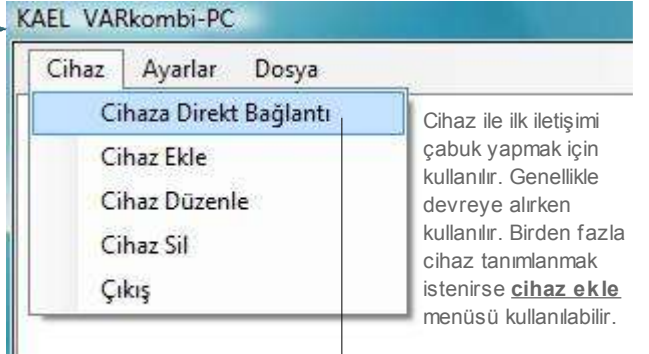 KAEL VARkombi-PC
Cihaz Ayarlar Dosya
Cihaza Direkt Bağlantı
Cihaz Ekle
Cihaz Düzenle
Cihaz Sil
Çıkış
Cihaz ile ilk iletişimi
çabuk yapmak için
kullanılır. Genellikle
devreye alırken
kullanılır. Birden fazla
cihaz tanımlanmak
istenirse cihaz ekle
menüsü kullanılabilir.